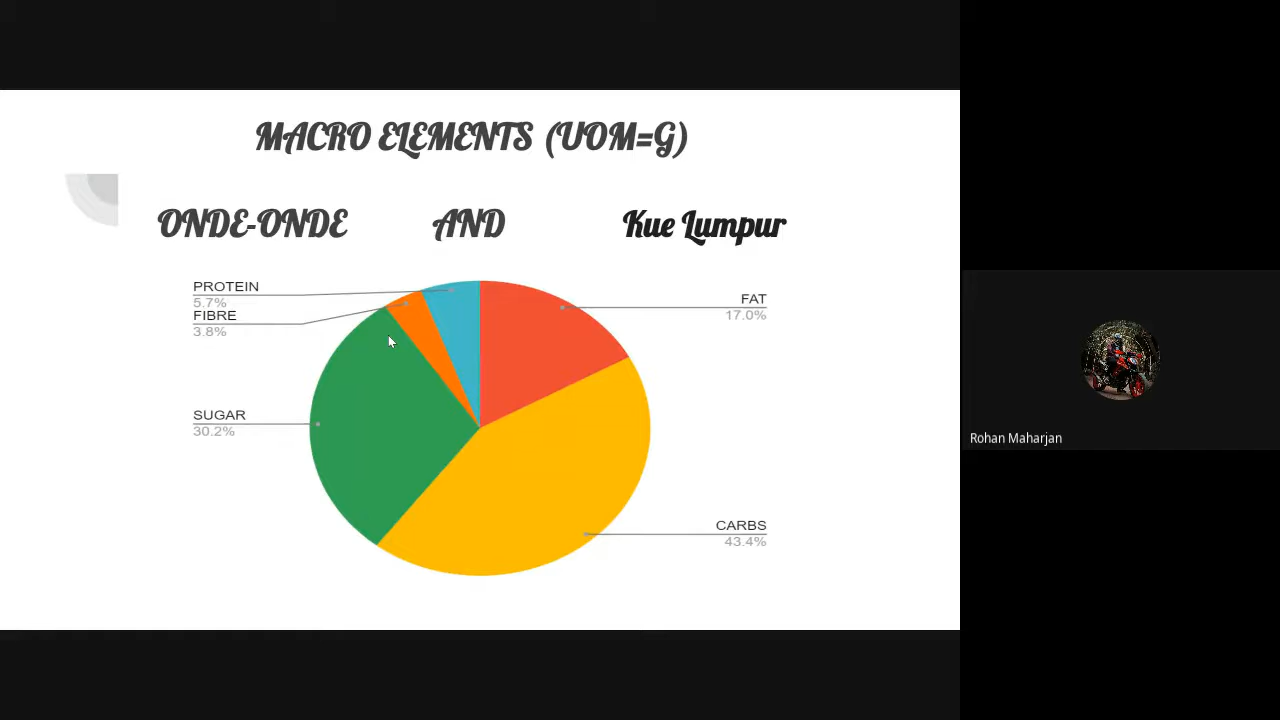 MACRO ELEMENTS (UOM=G)
ONDE-ONDE AND Kue Lumpur
PROTEIN
5.7%
FIBRE
3.8%
SUGAR
30.2%
FAT
17.0%
CARBS
43.4%
Rohan Maharjan